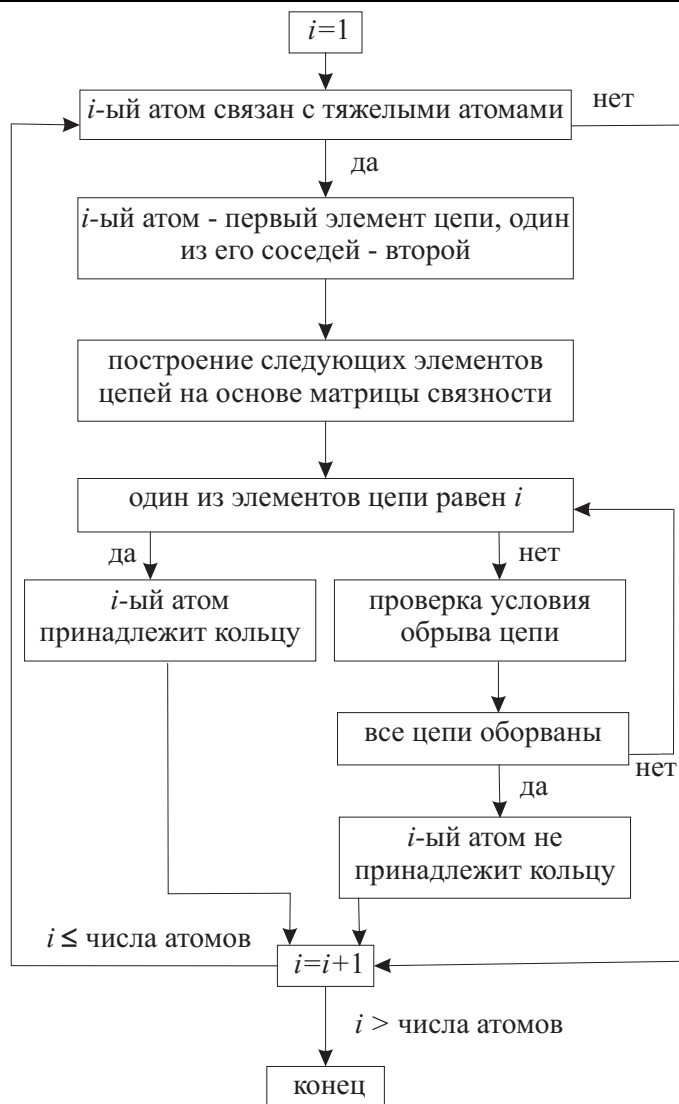 i=1
i-ый атом связан с тяжелыми атомами
нет
да
i-ый атом - первый элемент цепи, один
из его соседей - второй
построение следующих элементов
цепей на основе матрицы связности
один из элементов цепи равен i
да
нет
i-ый атом
принадлежит кольцу
проверка условия
обрыва цепи
все цепи оборваны
нет
да
i-ый атом не
принадлежит кольцу
i ≤ числа атомов
i=i+1
i > числа атомов
конец